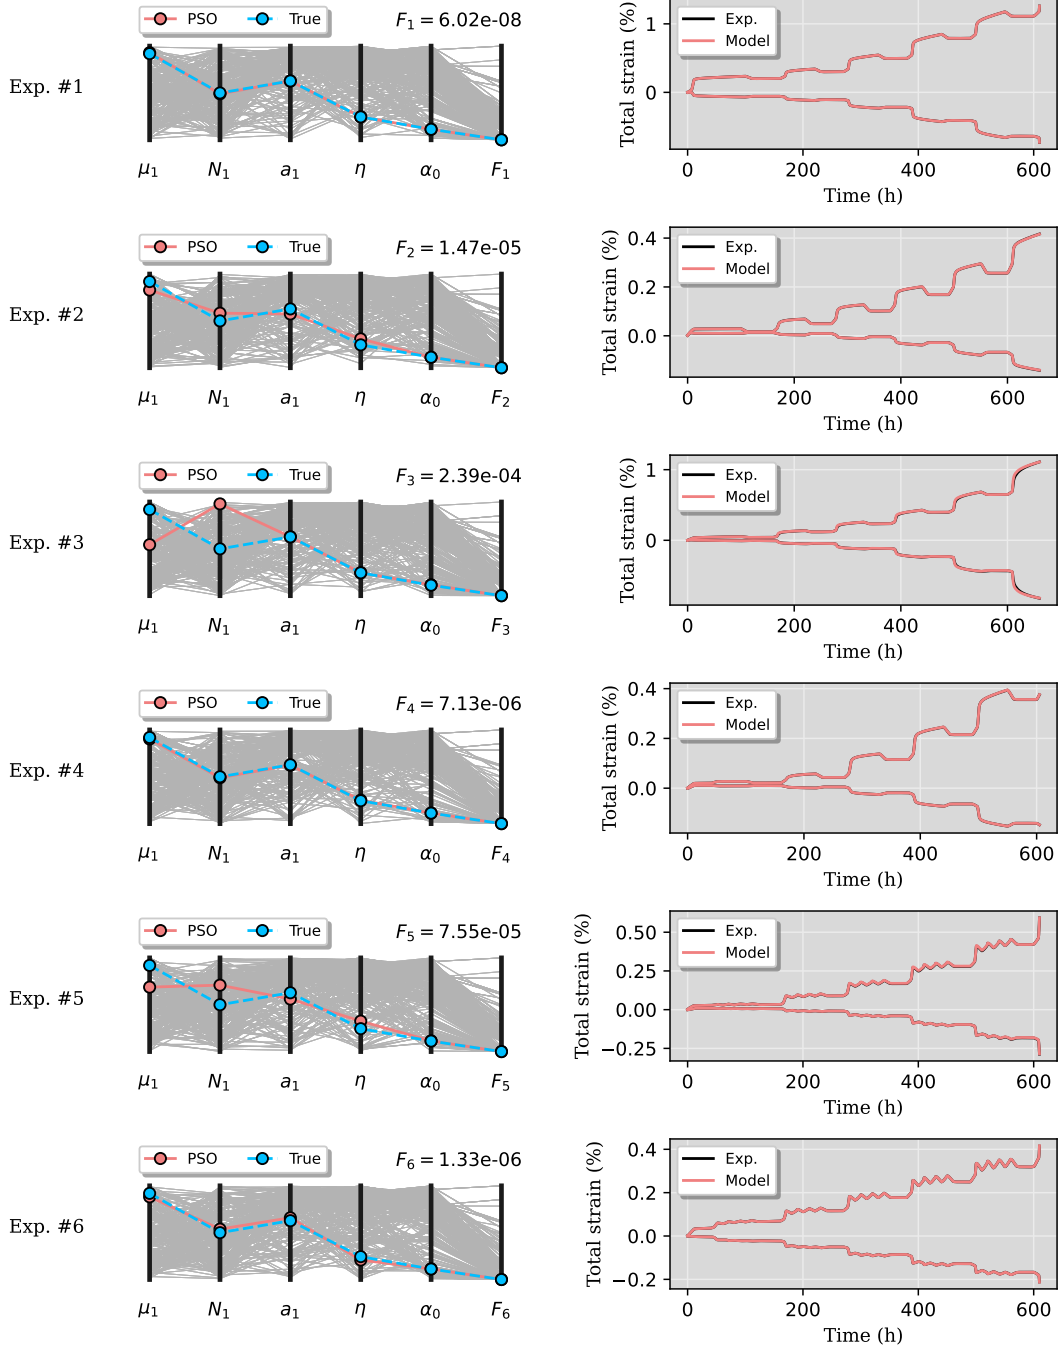 PSO True F₁ = 6.02e-08
Exp. #1
μ₁ N₁ a₁ η α₀ F₁
Total strain (%)
1
0
Exp.
Model
0 200 400 600
Time (h)
PSO True F₂ = 1.47e-05
Exp. #2
μ₁ N₁ a₁ η α₀ F₂
Total strain (%)
0.4
0.2
0.0
Exp.
Model
0 200 400 600
Time (h)
PSO True F₃ = 2.39e-04
Exp. #3
μ₁ N₁ a₁ η α₀ F₃
Total strain (%)
1
0
Exp.
Model
0 200 400 600
Time (h)
PSO True F₄ = 7.13e-06
Exp. #4
μ₁ N₁ a₁ η α₀ F₄
Total strain (%)
0.4
0.2
0.0
Exp.
Model
0 200 400 600
Time (h)
PSO True F₅ = 7.55e-05
Exp. #5
μ₁ N₁ a₁ η α₀ F₅
Total strain (%)
0.50
0.25
0.00
−0.25
Exp.
Model
0 200 400 600
Time (h)
PSO True F₆ = 1.33e-06
Exp. #6
μ₁ N₁ a₁ η α₀ F₆
Total strain (%)
0.4
0.2
0.0
−0.2
Exp.
Model
0 200 400 600
Time (h)